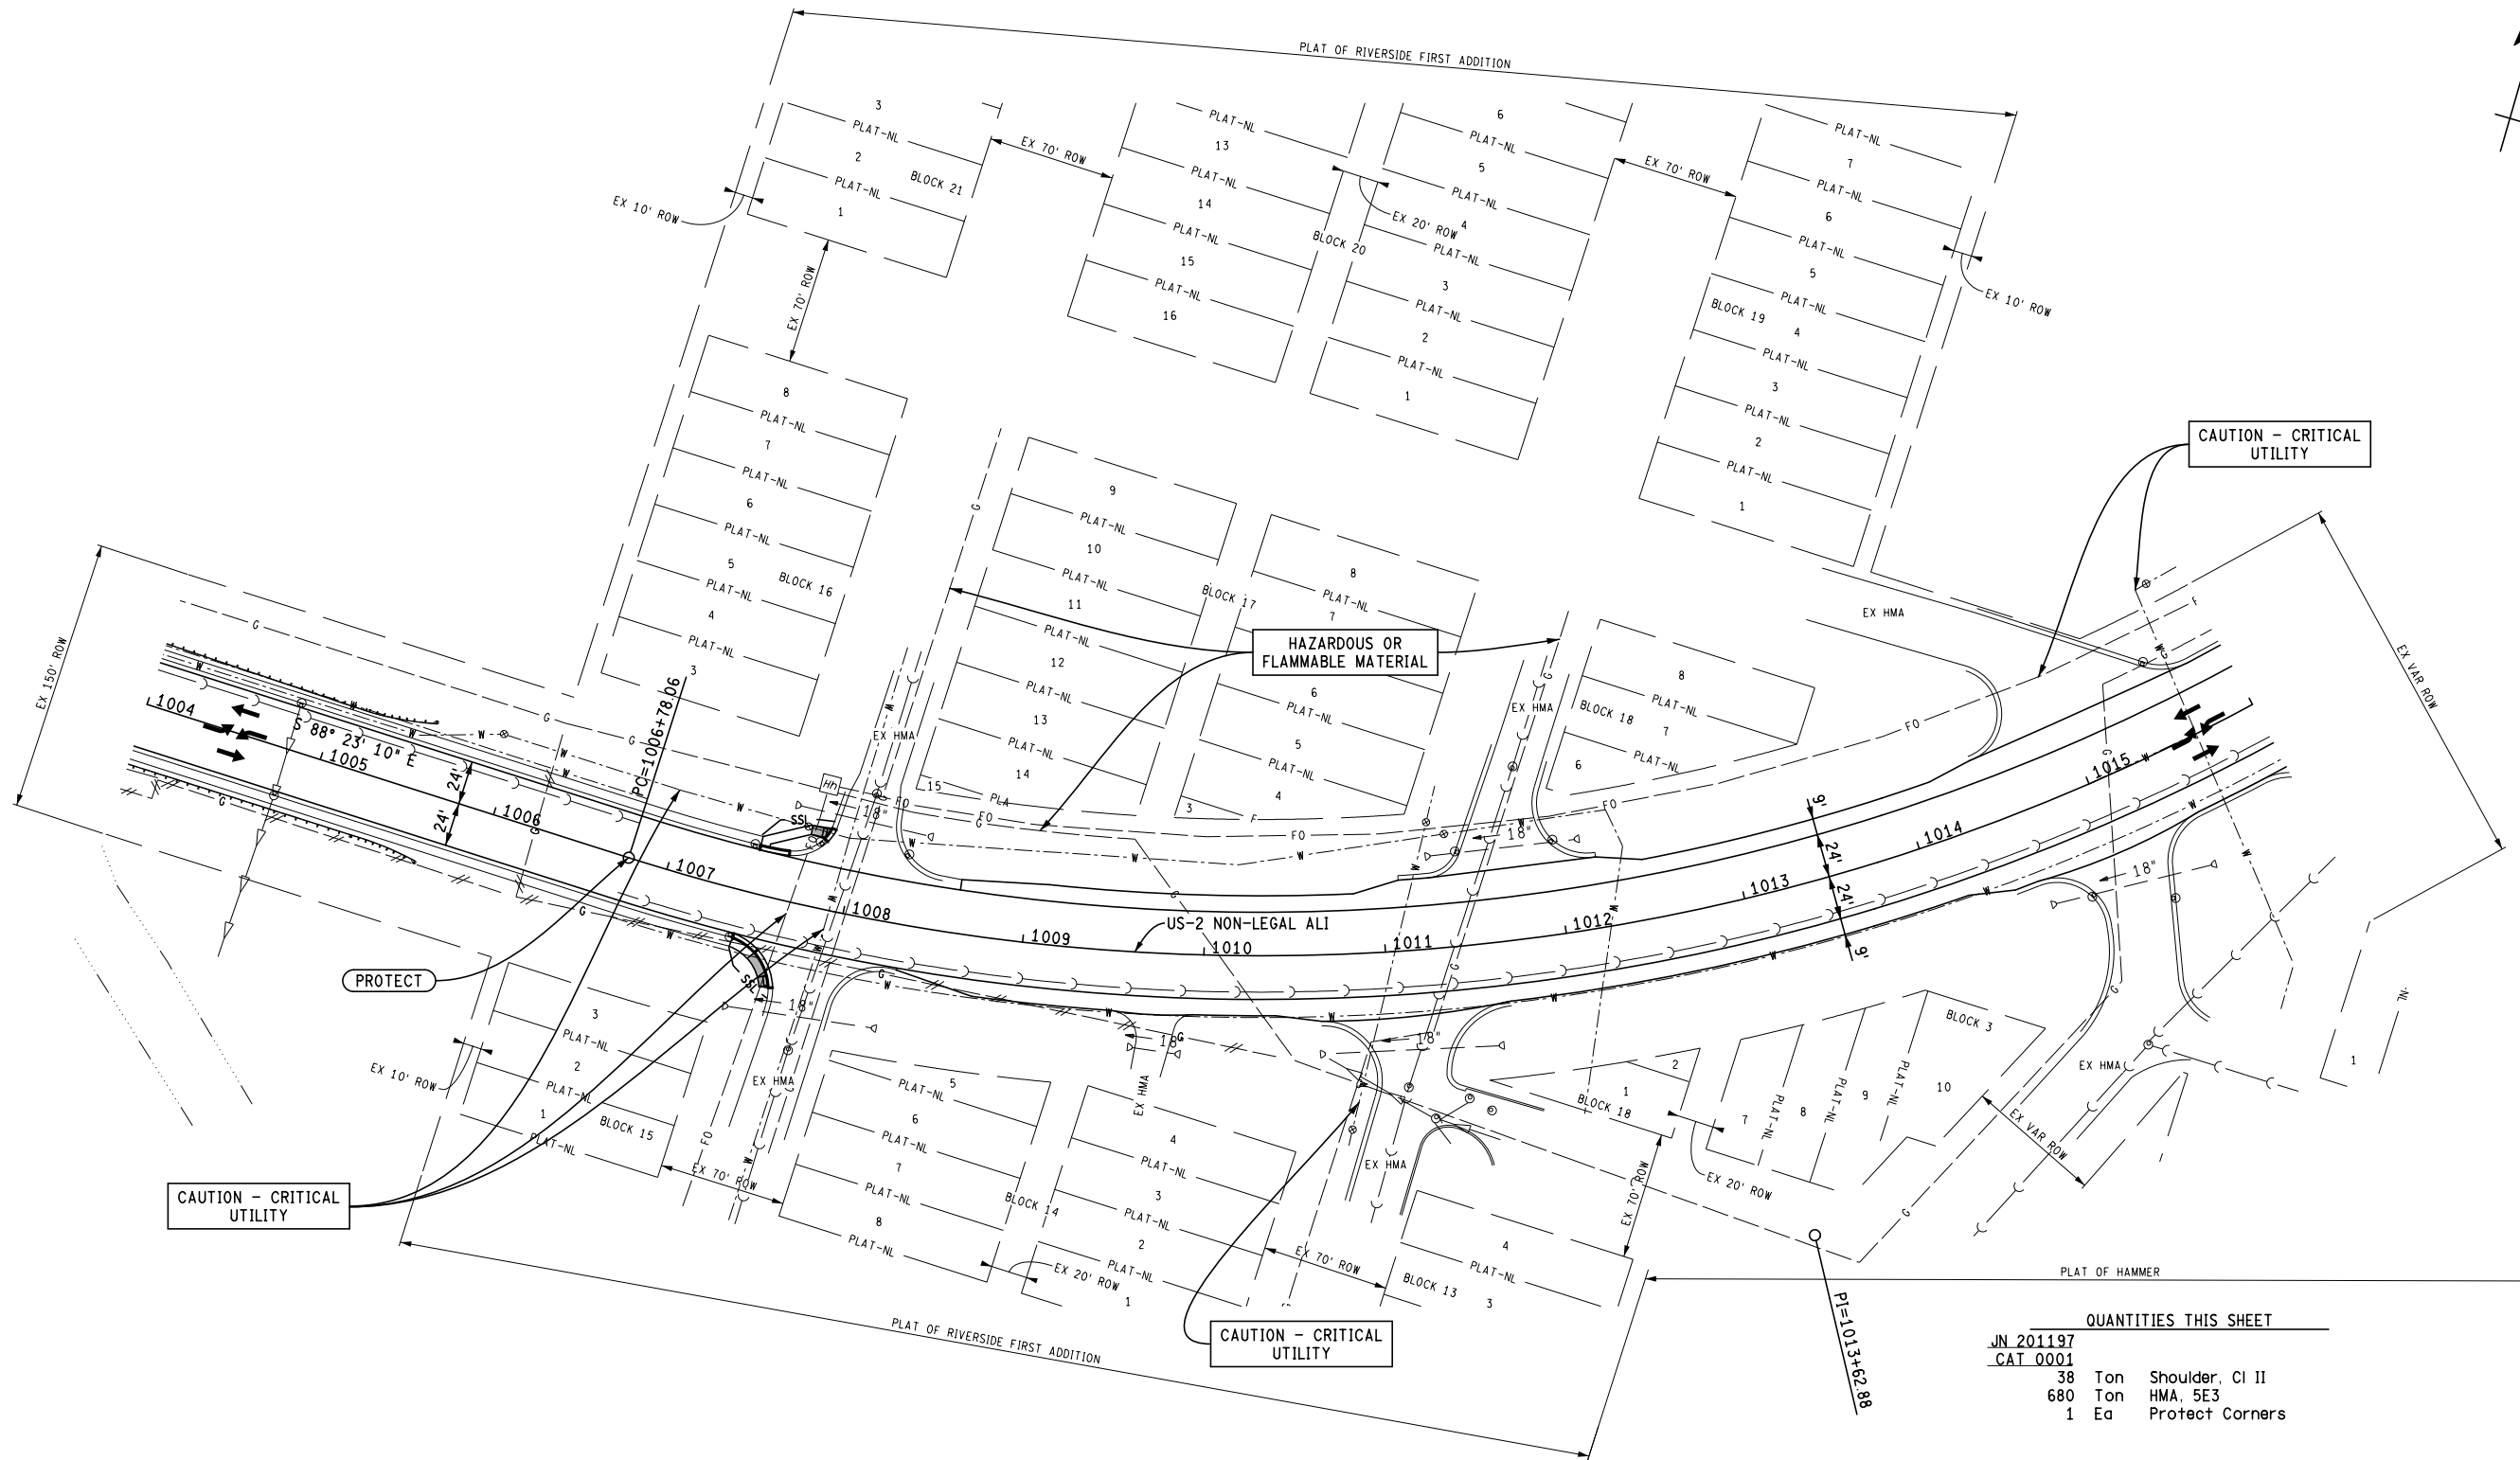 PLAT OF RIVERSIDE FIRST ADDITION
3
PLAT-NL
2
BLOCK 21
PLAT-NL
1
EX 10' ROW
EX 70' ROW
EX 70' ROW
PLAT-NL
13
PLAT-NL
14
PLAT-NL
15
PLAT-NL
16
BLOCK 20
EX 20' ROW
6
PLAT-NL
5
PLAT-NL
4
PLAT-NL
3
PLAT-NL
2
PLAT-NL
1
EX 70' ROW
PLAT-NL
7
PLAT-NL
6
PLAT-NL
5
PLAT-NL
BLOCK 19
4
PLAT-NL
3
PLAT-NL
2
PLAT-NL
1
EX 10' ROW
8
PLAT-NL
7
PLAT-NL
6
PLAT-NL
5
BLOCK 16
PLAT-NL
4
PLAT-NL
3
9
PLAT-NL
10
PLAT-NL
11
PLAT-NL
12
PLAT-NL
13
PLAT-NL
14
15
PLA
BLOCK 17
8
PLAT-NL
7
6
PLAT-NL
5
PLAT-NL
4
3
HAZARDOUS OR
FLAMMABLE MATERIAL
CAUTION - CRITICAL
UTILITY
EX HMA
8
PLAT-NL
BLOCK 18
7
PLAT-NL
6
EX HMA
EX HMA
EX 150' ROW
EX VAR ROW
S 88° 23' 10" E
PC=1006+78.06
1004
1005
1006
1007
1008
1009
1010
1011
1012
1013
1014
1015
24'
24'
9'
24'
24'
9'
Hh
SSL
SSL
18"
18"
18"
18"
18"
18"
FO
FO
FO
FO
FO
FO
G
G
G
G
W
W
W
W
US-2 NON-LEGAL ALI
PROTECT
3
PLAT-NL
2
PLAT-NL
1
BLOCK 15
PLAT-NL
EX 10' ROW
EX HMA
EX 70' ROW
5
PLAT-NL
6
PLAT-NL
7
PLAT-NL
8
PLAT-NL
BLOCK 14
EX HMA
4
PLAT-NL
3
PLAT-NL
2
PLAT-NL
1
EX 20' ROW
EX 70' ROW
EX HMA
4
PLAT-NL
BLOCK 13
3
EX 70' ROW
2
1
BLOCK 18
EX 20' ROW
7
PLAT-NL
8
PLAT-NL
9
PLAT-NL
10
BLOCK 3
EX VAR ROW
EX HMA
1
-NL
CAUTION - CRITICAL
UTILITY
CAUTION - CRITICAL
UTILITY
PLAT OF RIVERSIDE FIRST ADDITION
PLAT OF HAMMER
PI=1013+62.88
QUANTITIES THIS SHEET
JN 201197
CAT 0001
38 Ton Shoulder, Cl II
680 Ton HMA, 5E3
1 Ea Protect Corners